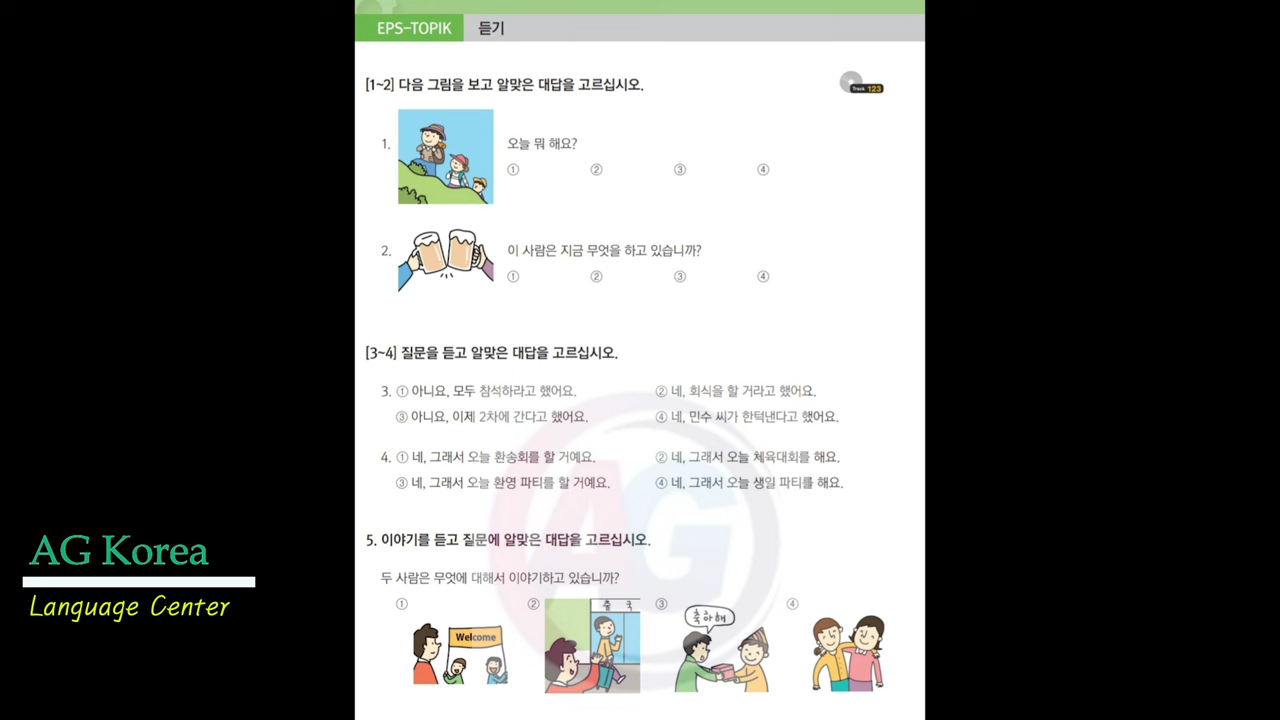 EPS-TOPIK 듣기
[1~2] 다음 그림을 보고 알맞은 대답을 고르십시오.
Track 123
1. 오늘 뭐 해요?
① ② ③ ④
2. 이 사람은 지금 무엇을 하고 있습니까?
① ② ③ ④
[3~4] 질문을 듣고 알맞은 대답을 고르십시오.
3. ① 아니요, 모두 참석하라고 했어요. ② 네, 회식을 할 거라고 했어요.
③ 아니요, 이제 2차에 간다고 했어요. ④ 네, 민수 씨가 한턱낸다고 했어요.
4. ① 네, 그래서 오늘 환송회를 할 거예요. ② 네, 그래서 오늘 체육대회를 해요.
③ 네, 그래서 오늘 환영 파티를 할 거예요. ④ 네, 그래서 오늘 생일 파티를 해요.
5. 이야기를 듣고 질문에 알맞은 대답을 고르십시오.
두 사람은 무엇에 대해서 이야기하고 있습니까?
① ② ③ ④
Welcome
출 국
축하해
AG
AG Korea
Language Center